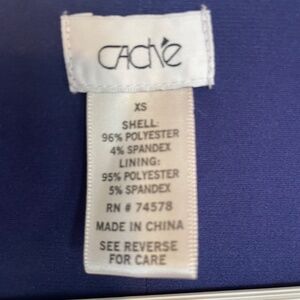 CACHÉ
XS
SHELL:
96% POLYESTER
4% SPANDEX
LINING:
95% POLYESTER
5% SPANDEX
RN # 74578
MADE IN CHINA
SEE REVERSE
FOR CARE